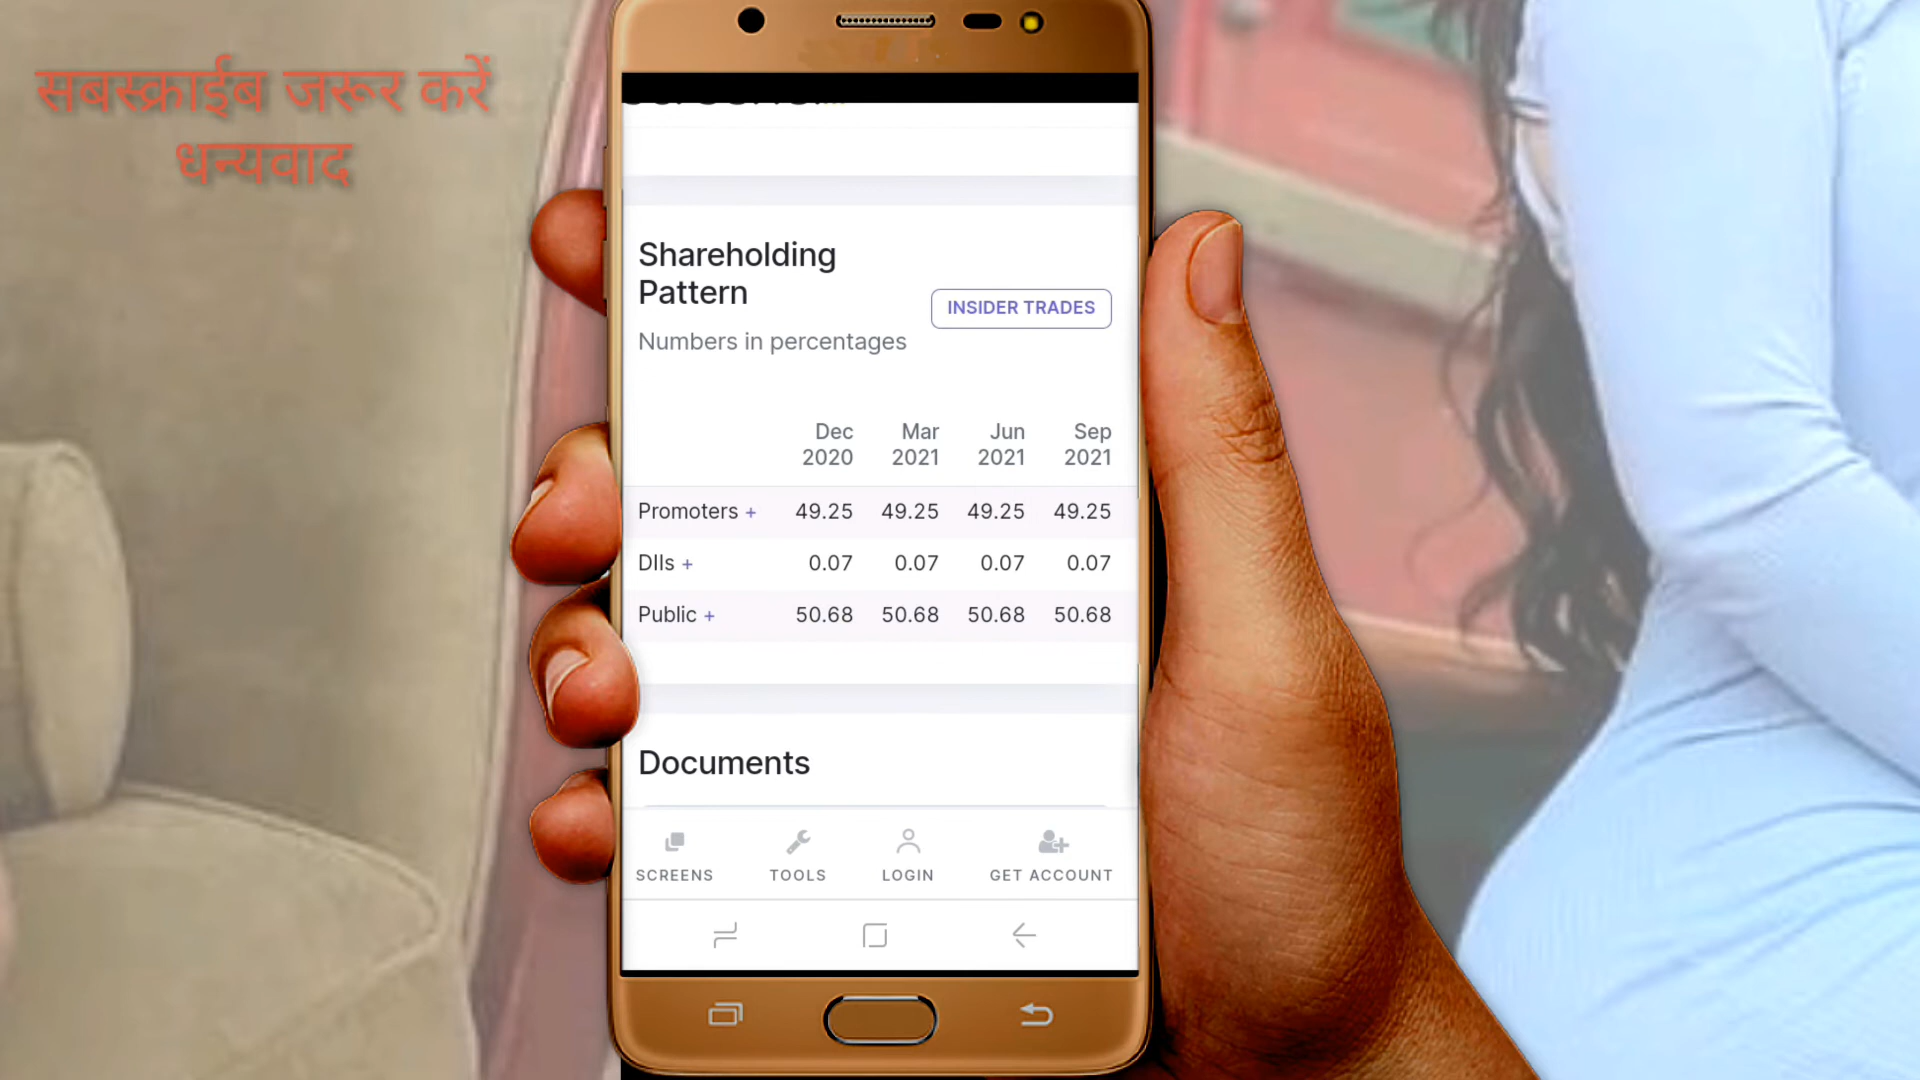 सबस्क्राईब जरूर करें
धन्यवाद
Shareholding
Pattern
INSIDER TRADES
Numbers in percentages
Dec 2020 Mar 2021 Jun 2021 Sep 2021
Promoters + 49.25 49.25 49.25 49.25
DIIs + 0.07 0.07 0.07 0.07
Public + 50.68 50.68 50.68 50.68
Documents
SCREENS TOOLS LOGIN GET ACCOUNT